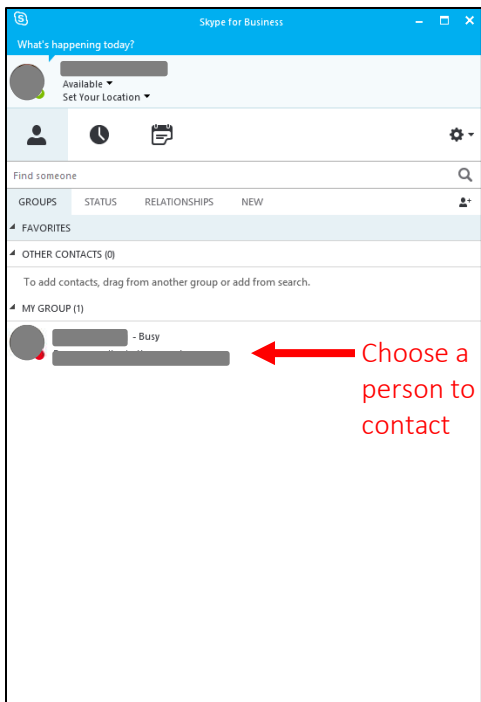 Skype for Business
What's happening today?
Available
Set Your Location
Find someone
GROUPS STATUS RELATIONSHIPS NEW
FAVORITES
OTHER CONTACTS (0)
To add contacts, drag from another group or add from search.
MY GROUP (1)
- Busy
Choose a
person to
contact